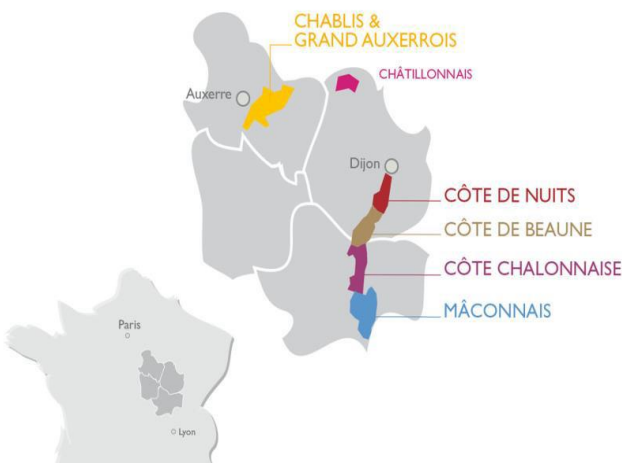 CHABLIS &
GRAND AUXERROIS
CHÂTILLONNAIS
Auxerre
Dijon
CÔTE DE NUITS
CÔTE DE BEAUNE
CÔTE CHALONNAISE
MÂCONNAIS
Paris
Lyon